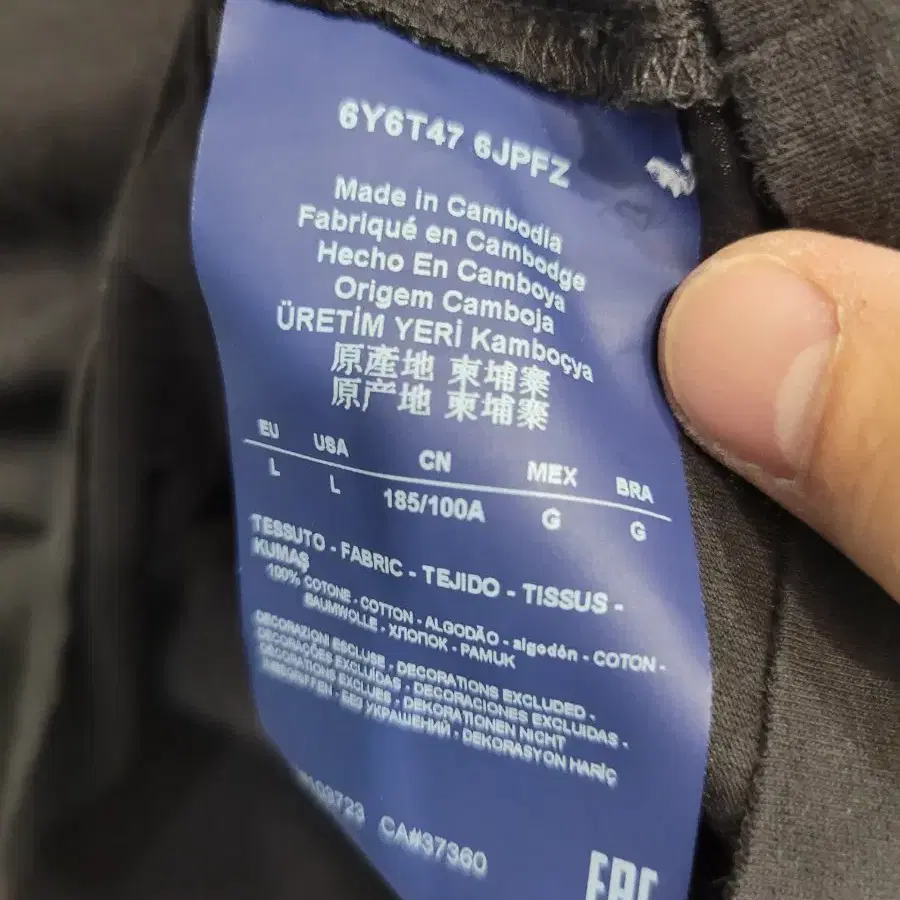 6Y6T47 6JPFZ
Made in Cambodia
Fabriqué en Cambodge
Hecho En Camboya
Origem Camboja
ÜRETİM YERİ Kamboçya
原產地 柬埔寨
原产地 柬埔寨
EU USA CN MEX BRA
L L 185/100A G G
TESSUTO - FABRIC - TEJIDO - TISSUS -
KUMAŞ
100% COTONE - COTTON - ALGODÃO - algodón - COTON -
BAUMWOLLE - ХЛОПОК - PAMUK
DECORAZIONI ESCLUSE - DECORATIONS EXCLUDED -
DECORAÇÕES EXCLUÍDAS - DECORACIONES EXCLUIDAS -
DECORATIONS EXCLUES - DEKORATIONEN NICHT
INBEGRIFFEN - БЕЗ УКРАШЕНИЙ - DEKORASYON HARİÇ
CA#37360
EAC